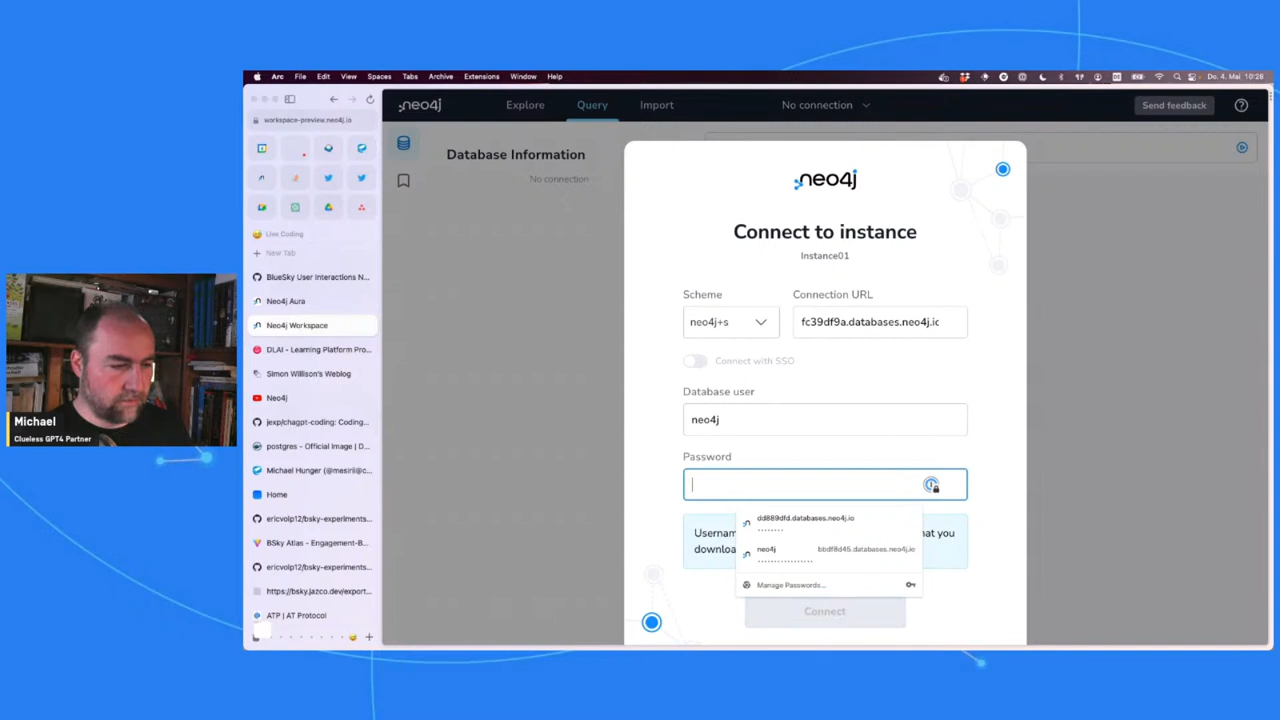 Arc File Edit View Spaces Tabs Archive Extensions Window Help
Do. 4. Mai 10:28
workspace-preview.neo4j.io
neo4j
Explore
Query
Import
No connection
Send feedback
Database Information
No connection
Live Coding
New Tab
BlueSky User Interactions N...
Neo4j Aura
Neo4j Workspace
DLAI - Learning Platform Pro...
Simon Willison's Weblog
Neo4j
jexp/chagpt-coding: Coding...
postgres - Official Image | D...
Michael Hunger (@mesirii@c...
Home
ericvolp12/bsky-experiments...
BSky Atlas - Engagement-B...
ericvolp12/bsky-experiments...
https://bsky.jazco.dev/export...
ATP | AT Protocol
neo4j
Connect to instance
Instance01
Scheme
Connection URL
neo4j+s
fc39df9a.databases.neo4j.io
Connect with SSO
Database user
neo4j
Password
dd889dfd.databases.neo4j.io
neo4j
bbdf8d45.databases.neo4j.io
Manage Passwords...
Connect
Michael
Clueless GPT4 Partner